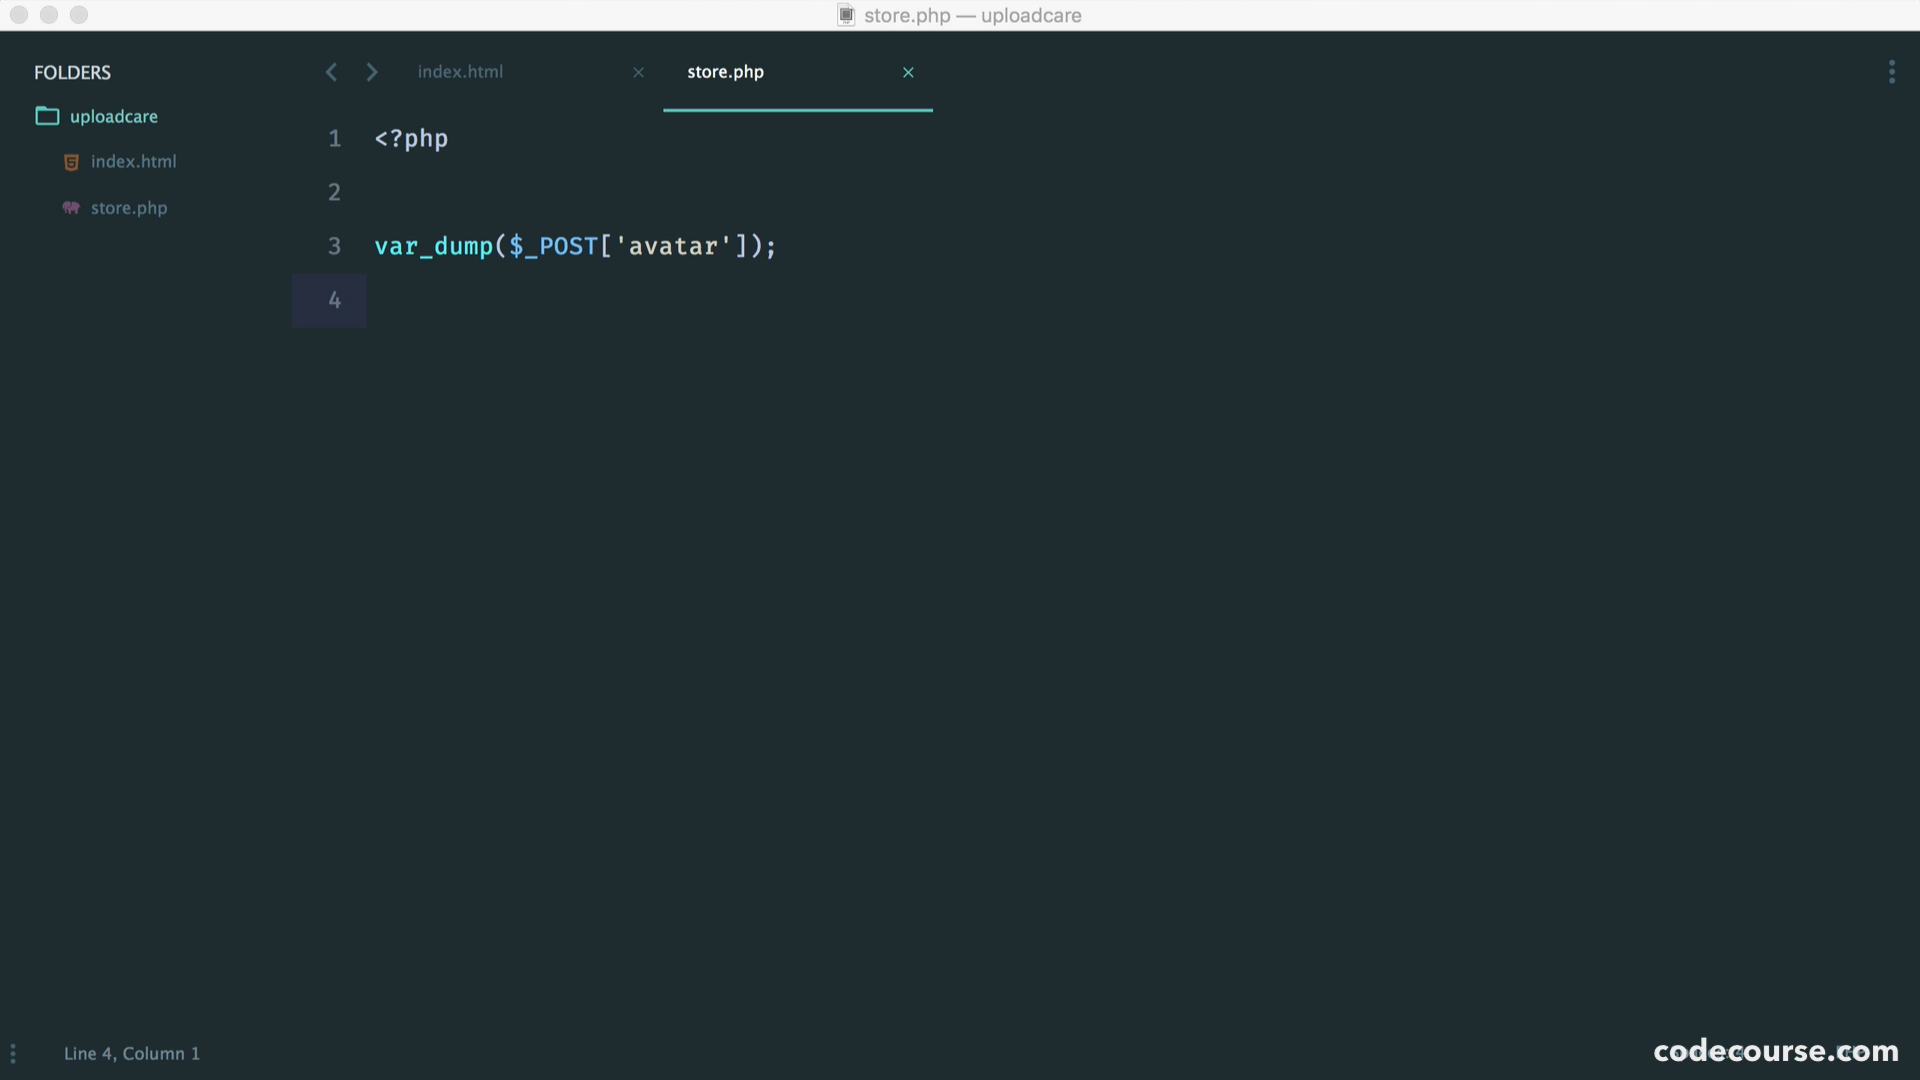 store.php — uploadcare
FOLDERS
uploadcare
index.html
store.php
index.html
store.php
1 <?php
2
3 var_dump($_POST['avatar']);
4
Line 4, Column 1
codecourse.com